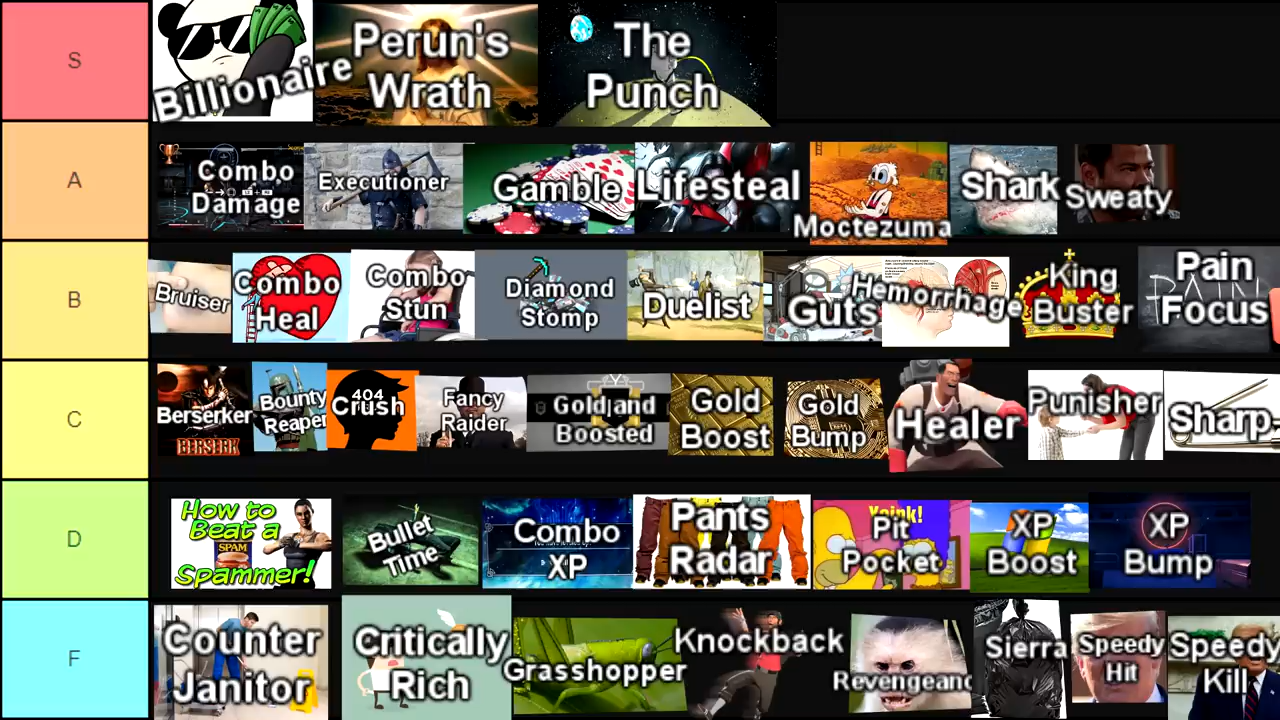 S
Billionaire
Perun's
Wrath
The
Punch
A
Combo
Damage
Executioner
Gamble
Lifesteal
Moctezuma
Shark
Sweaty
B
Bruiser
Combo
Heal
Combo
Stun
Diamond
Stomp
Duelist
Guts
Hemorrhage
King
Buster
PAIN
Pain
Focus
C
Berserker
BERSERK
Bounty
Reaper
404
Crush
Fancy
Raider
Gold and
Boosted
Gold
Boost
Gold
Bump
Healer
Punisher
Sharp
D
How to
Beat a
SPAM
Spammer!
Bullet
Time
Combo
XP
Pants
Radar
Yoink!
Pit
Pocket
XP
Boost
XP
Bump
F
Counter
Janitor
Critically
Rich
Grasshopper
Knockback
Revengeanc
Sierra
Speedy
Hit
Speedy
Kill